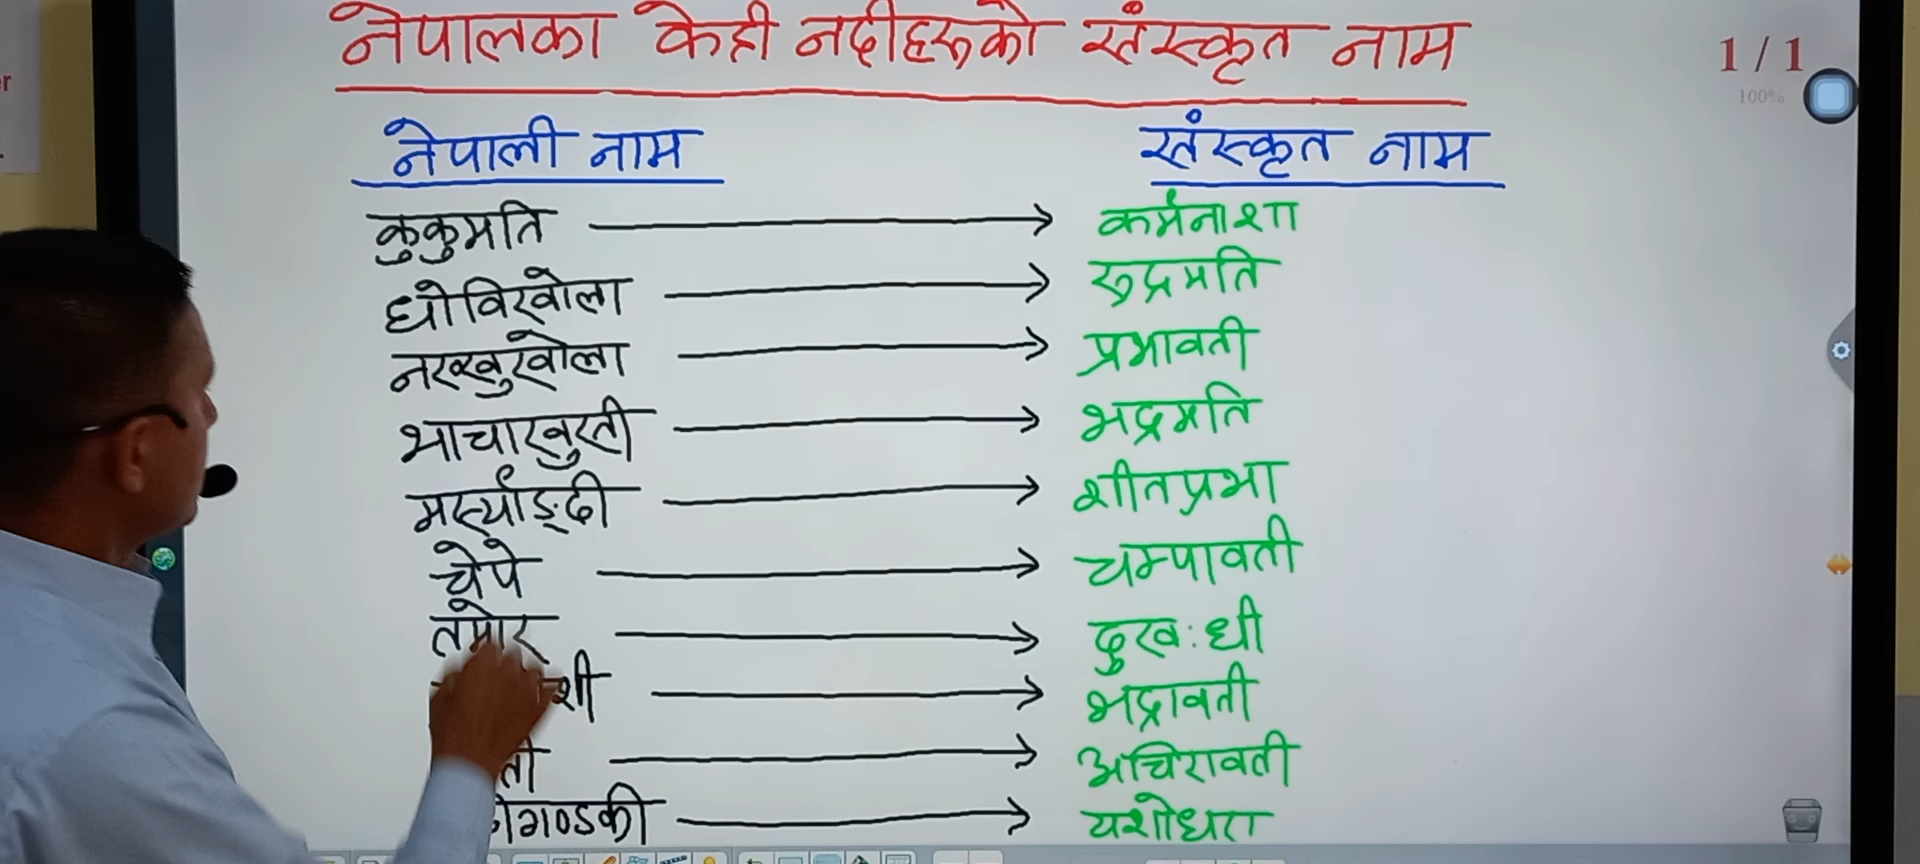 नेपालका केही नदीहरूको संस्कृत नाम
1 / 1
100%
नेपाली नाम संस्कृत नाम
कुकुमति → कर्मनाशा
धोविखोला → रुद्रमति
नख्खुखोला → प्रभावती
भाचाखुस्ती → भद्रमति
मर्स्याङ्दी → शीतप्रभा
चेपे → चम्पावती
तमोर → दुखःधी
→ भद्रावती
→ अचिरावती
→ यशोधरा